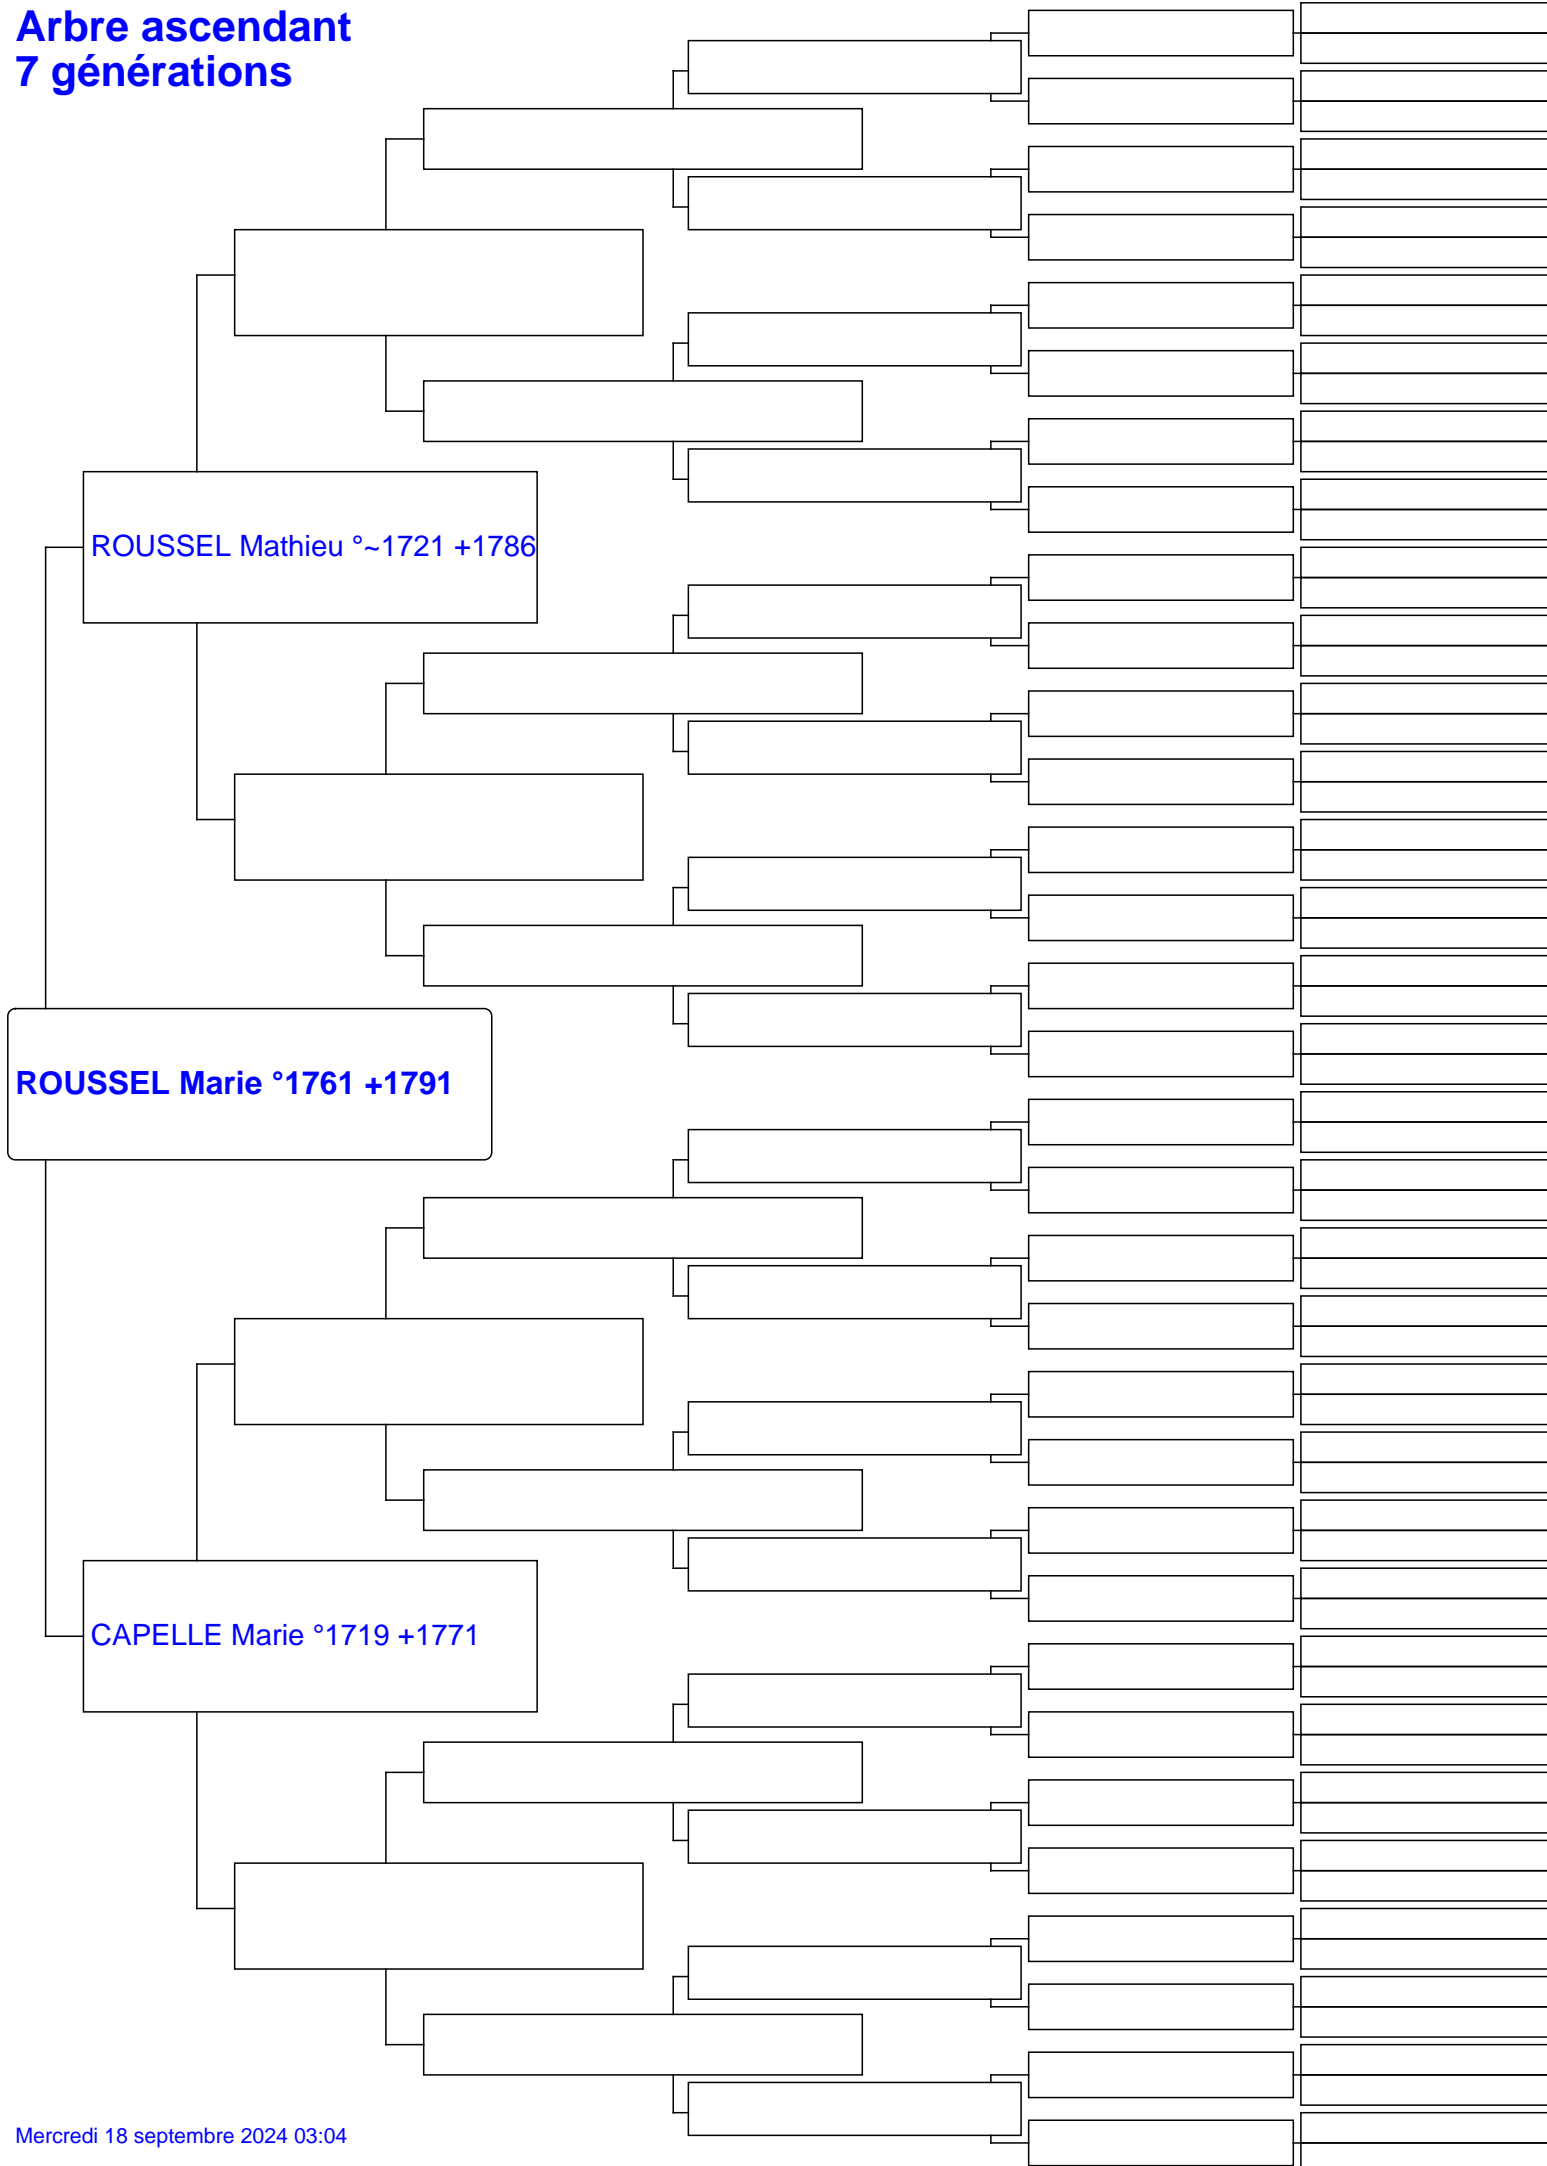 Arbre ascendant
7 générations
ROUSSEL Mathieu °~1721 +1786
ROUSSEL Marie °1761 +1791
CAPELLE Marie °1719 +1771
Mercredi 18 septembre 2024 03:04